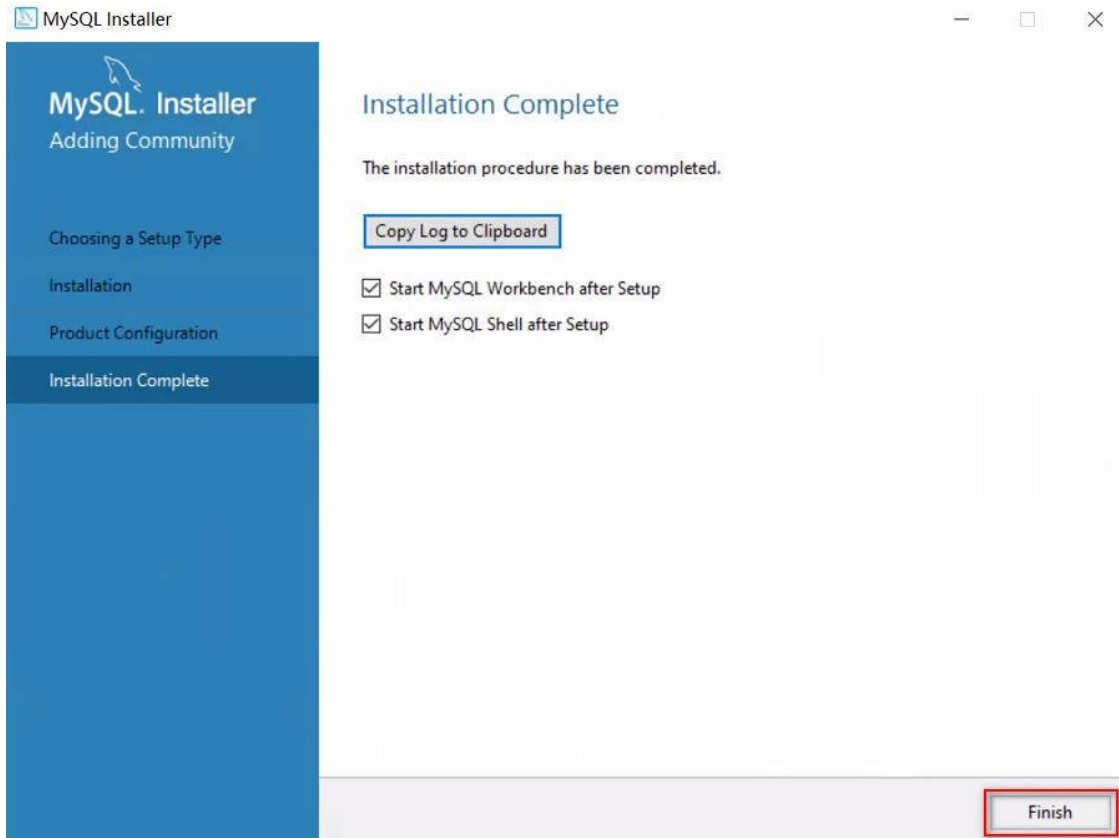 MySQL Installer
MySQL. Installer
Adding Community
Choosing a Setup Type
Installation
Product Configuration
Installation Complete
Installation Complete
The installation procedure has been completed.
Copy Log to Clipboard
Start MySQL Workbench after Setup
Start MySQL Shell after Setup
Finish